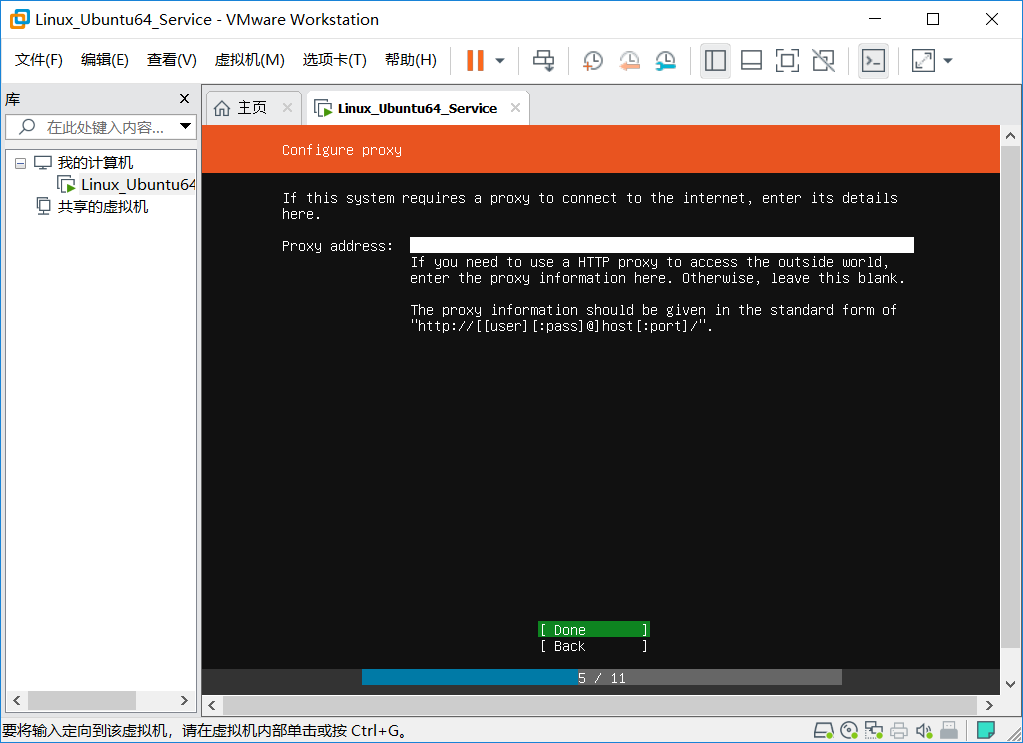 Linux_Ubuntu64_Service - VMware Workstation
文件(F) 编辑(E) 查看(V) 虚拟机(M) 选项卡(T) 帮助(H)
库
在此处键入内容...
我的计算机
Linux_Ubuntu64
共享的虚拟机
主页 Linux_Ubuntu64_Service
Configure proxy
If this system requires a proxy to connect to the internet, enter its details
here.
Proxy address:
If you need to use a HTTP proxy to access the outside world,
enter the proxy information here. Otherwise, leave this blank.
The proxy information should be given in the standard form of
"http://[[user][:pass]@]host[:port]/".
[ Done ]
[ Back ]
5 / 11
要将输入定向到该虚拟机，请在虚拟机内部单击或按 Ctrl+G。